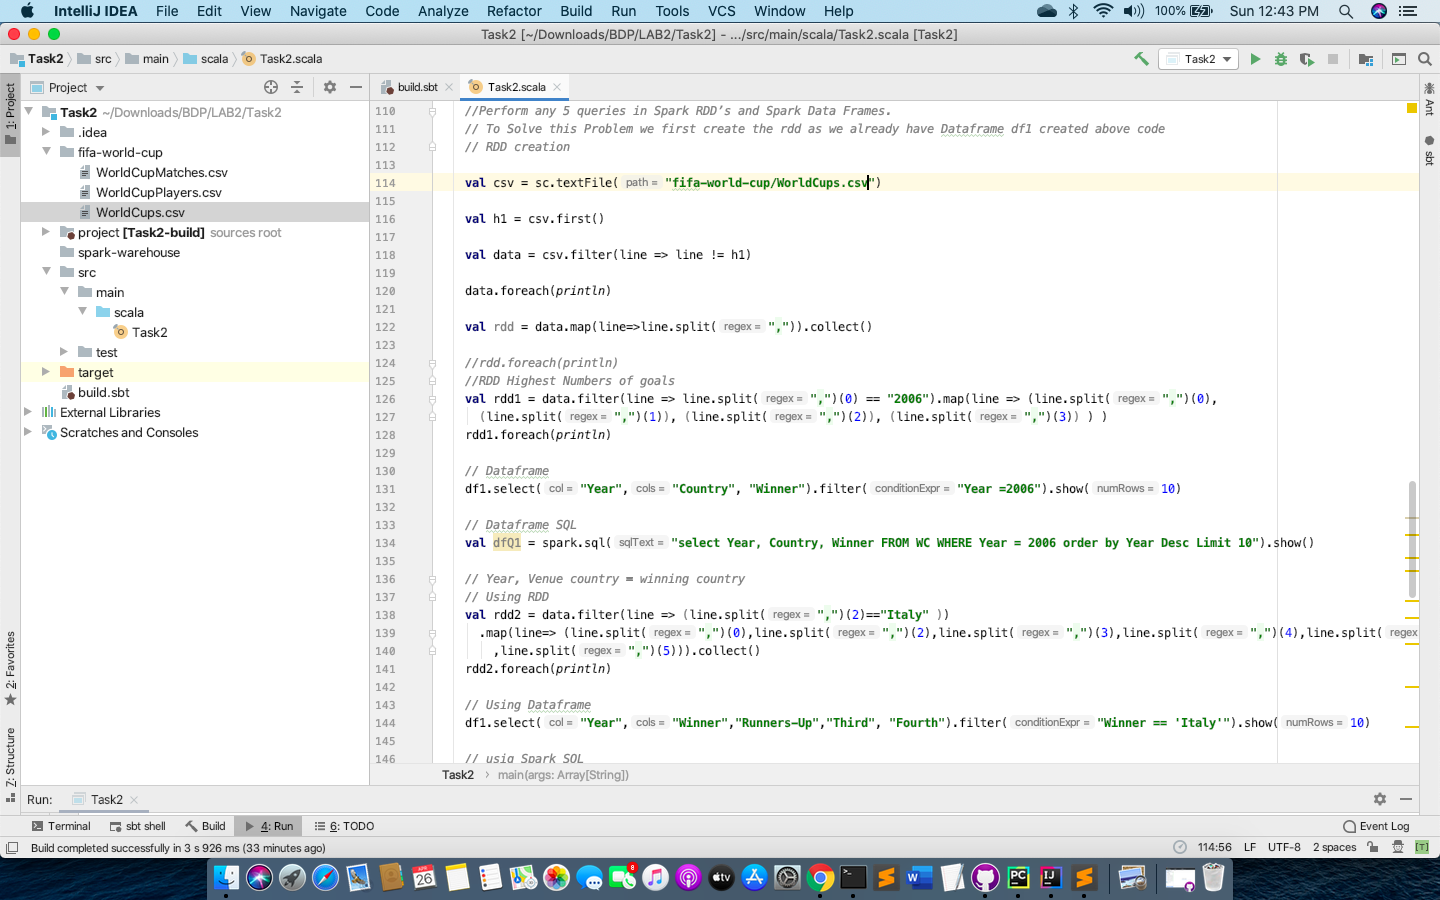 IntelliJ IDEA File Edit View Navigate Code Analyze Refactor Build Run Tools VCS Window Help 100% Sun 12:43 PM
Task2 [~/Downloads/BDP/LAB2/Task2] - .../src/main/scala/Task2.scala [Task2]
Task2 src main scala Task2.scala Task2
Project build.sbt Task2.scala
1: Project
2: Favorites
Z: Structure
Ant
sbt
Task2 ~/Downloads/BDP/LAB2/Task2
.idea
fifa-world-cup
WorldCupMatches.csv
WorldCupPlayers.csv
WorldCups.csv
project [Task2-build] sources root
spark-warehouse
src
main
scala
Task2
test
target
build.sbt
External Libraries
Scratches and Consoles
110 //Perform any 5 queries in Spark RDD’s and Spark Data Frames.
111 // To Solve this Problem we first create the rdd as we already have Dataframe df1 created above code
112 // RDD creation
113
114 val csv = sc.textFile( path = "fifa-world-cup/WorldCups.csv")
115
116 val h1 = csv.first()
117
118 val data = csv.filter(line => line != h1)
119
120 data.foreach(println)
121
122 val rdd = data.map(line=>line.split( regex = ",")).collect()
123
124 //rdd.foreach(println)
125 //RDD Highest Numbers of goals
126 val rdd1 = data.filter(line => line.split( regex = ",")(0) == "2006").map(line => (line.split( regex = ",")(0),
127 (line.split( regex = ",")(1)), (line.split( regex = ",")(2)), (line.split( regex = ",")(3)) ) )
128 rdd1.foreach(println)
129
130 // Dataframe
131 df1.select( col = "Year", cols = "Country", "Winner").filter( conditionExpr = "Year =2006").show( numRows = 10)
132
133 // Dataframe SQL
134 val dfQ1 = spark.sql( sqlText = "select Year, Country, Winner FROM WC WHERE Year = 2006 order by Year Desc Limit 10").show()
135
136 // Year, Venue country = winning country
137 // Using RDD
138 val rdd2 = data.filter(line => (line.split( regex = ",")(2)=="Italy" ))
139 .map(line=> (line.split( regex = ",")(0),line.split( regex = ",")(2),line.split( regex = ",")(3),line.split( regex = ",")(4),line.split( regex
140 ,line.split( regex = ",")(5))).collect()
141 rdd2.foreach(println)
142
143 // Using Dataframe
144 df1.select( col = "Year", cols = "Winner","Runners-Up","Third", "Fourth").filter( conditionExpr = "Winner == 'Italy'").show( numRows = 10)
145
146 // usig Spark SQL
Task2 main(args: Array[String])
Run: Task2
Terminal sbt shell Build 4: Run 6: TODO Event Log
Build completed successfully in 3 s 926 ms (33 minutes ago) 114:56 LF UTF-8 2 spaces [T]
APR
26
8
tv
W
PC
IJ